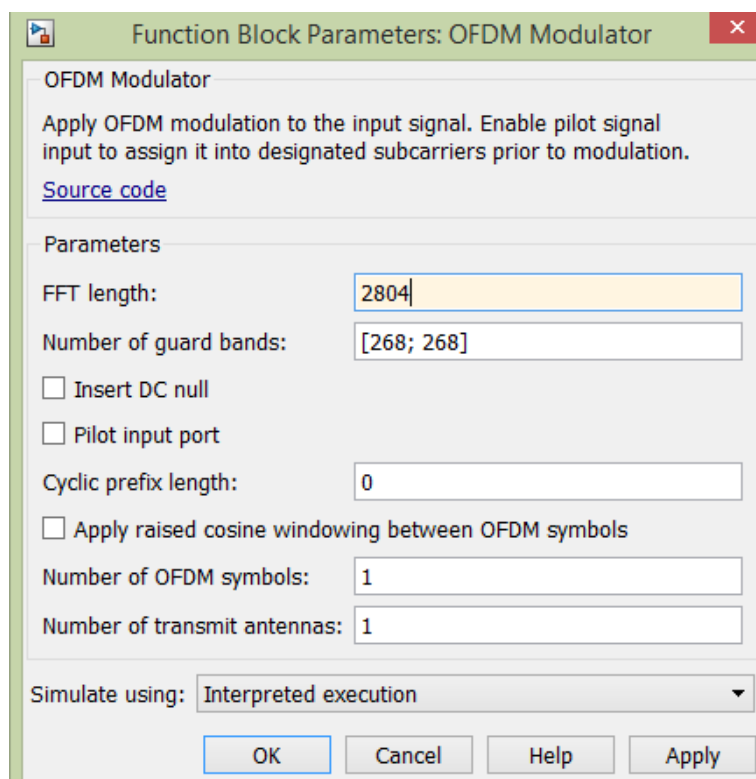 Function Block Parameters: OFDM Modulator
OFDM Modulator
Apply OFDM modulation to the input signal. Enable pilot signal
input to assign it into designated subcarriers prior to modulation.
Source code
Parameters
FFT length: 2804
Number of guard bands: [268; 268]
Insert DC null
Pilot input port
Cyclic prefix length: 0
Apply raised cosine windowing between OFDM symbols
Number of OFDM symbols: 1
Number of transmit antennas: 1
Simulate using: Interpreted execution
OK Cancel Help Apply